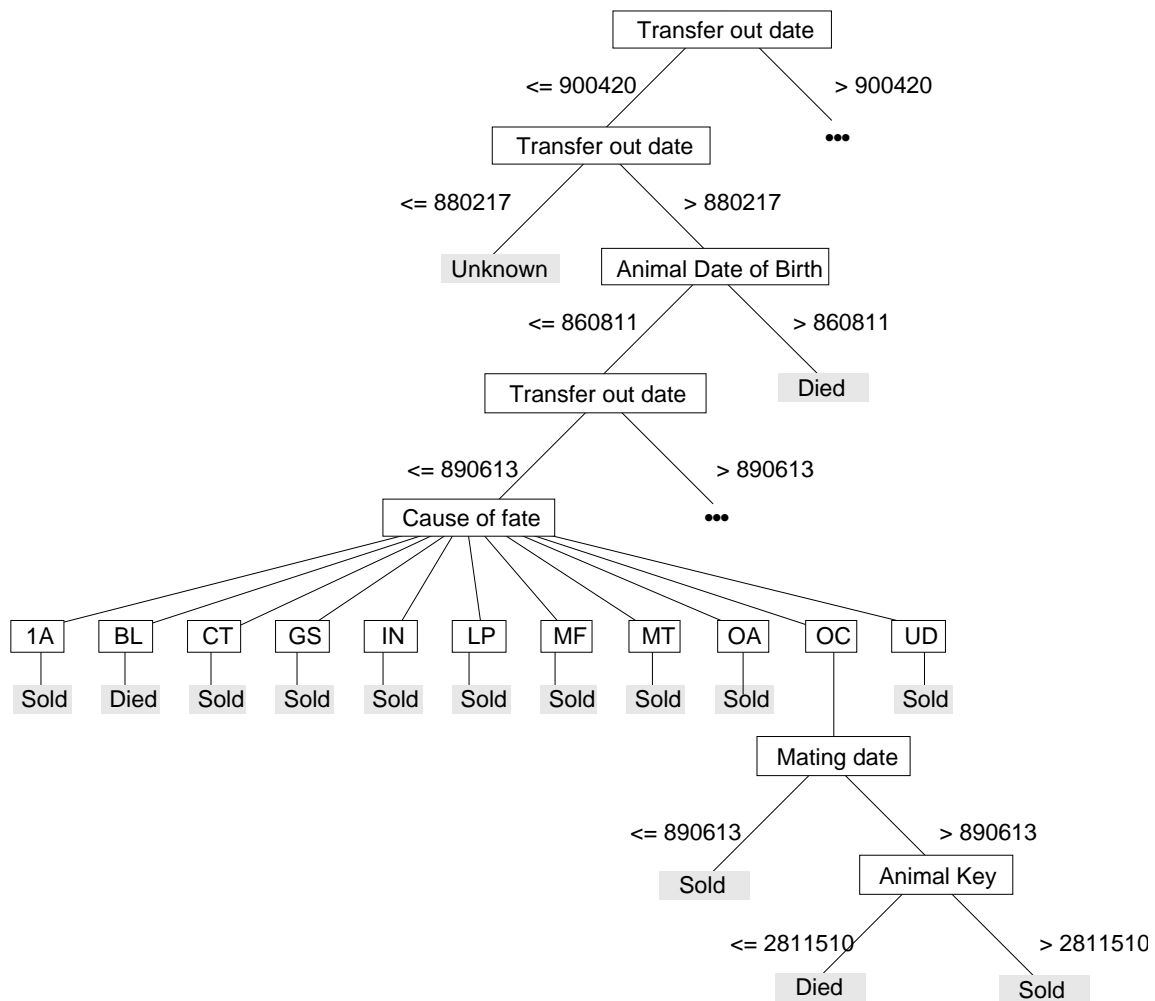 Transfer out date
<= 900420 > 900420
Transfer out date •••
<= 880217 > 880217
Unknown Animal Date of Birth
<= 860811 > 860811
Transfer out date Died
<= 890613 > 890613
Cause of fate •••
1A BL CT GS IN LP MF MT OA OC UD
Sold Died Sold Sold Sold Sold Sold Sold Sold Sold
Mating date
<= 890613 > 890613
Sold Animal Key
<= 2811510 > 2811510
Died Sold